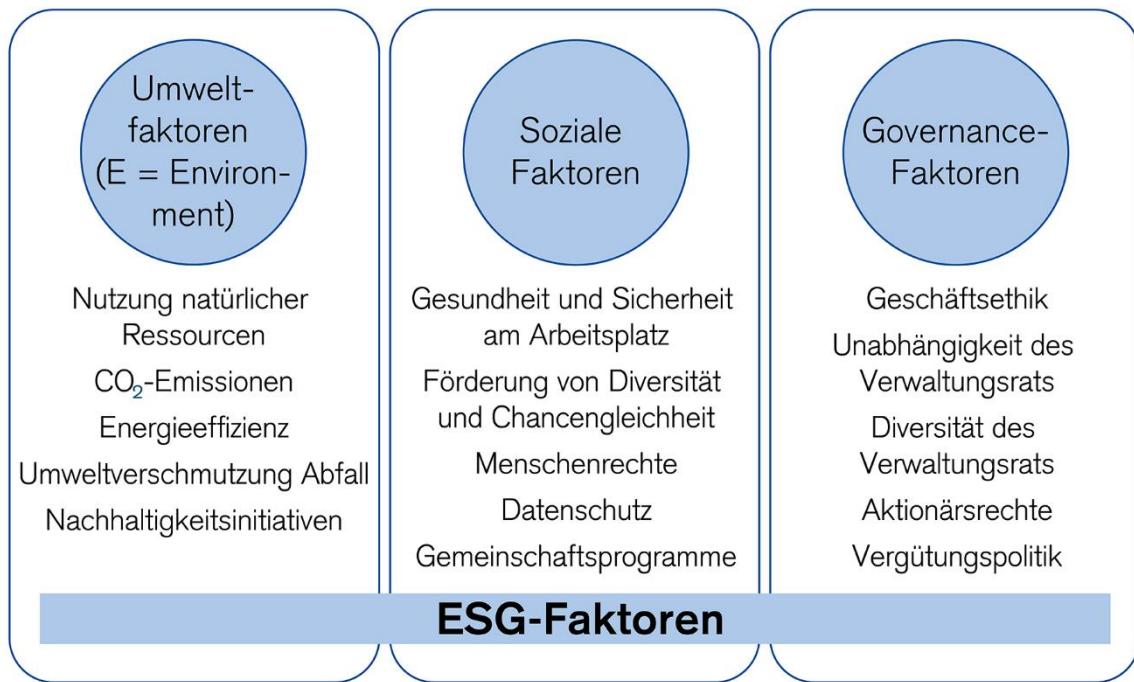 Umwelt-
faktoren
(E = Environ-
ment)
Nutzung natürlicher
Ressourcen
CO₂-Emissionen
Energieeffizienz
Umweltverschmutzung Abfall
Nachhaltigkeitsinitiativen
Soziale
Faktoren
Gesundheit und Sicherheit
am Arbeitsplatz
Förderung von Diversität
und Chancengleichheit
Menschenrechte
Datenschutz
Gemeinschaftsprogramme
Governance-
Faktoren
Geschäftsethik
Unabhängigkeit des
Verwaltungsrats
Diversität des
Verwaltungsrats
Aktionärsrechte
Vergütungspolitik
ESG-Faktoren